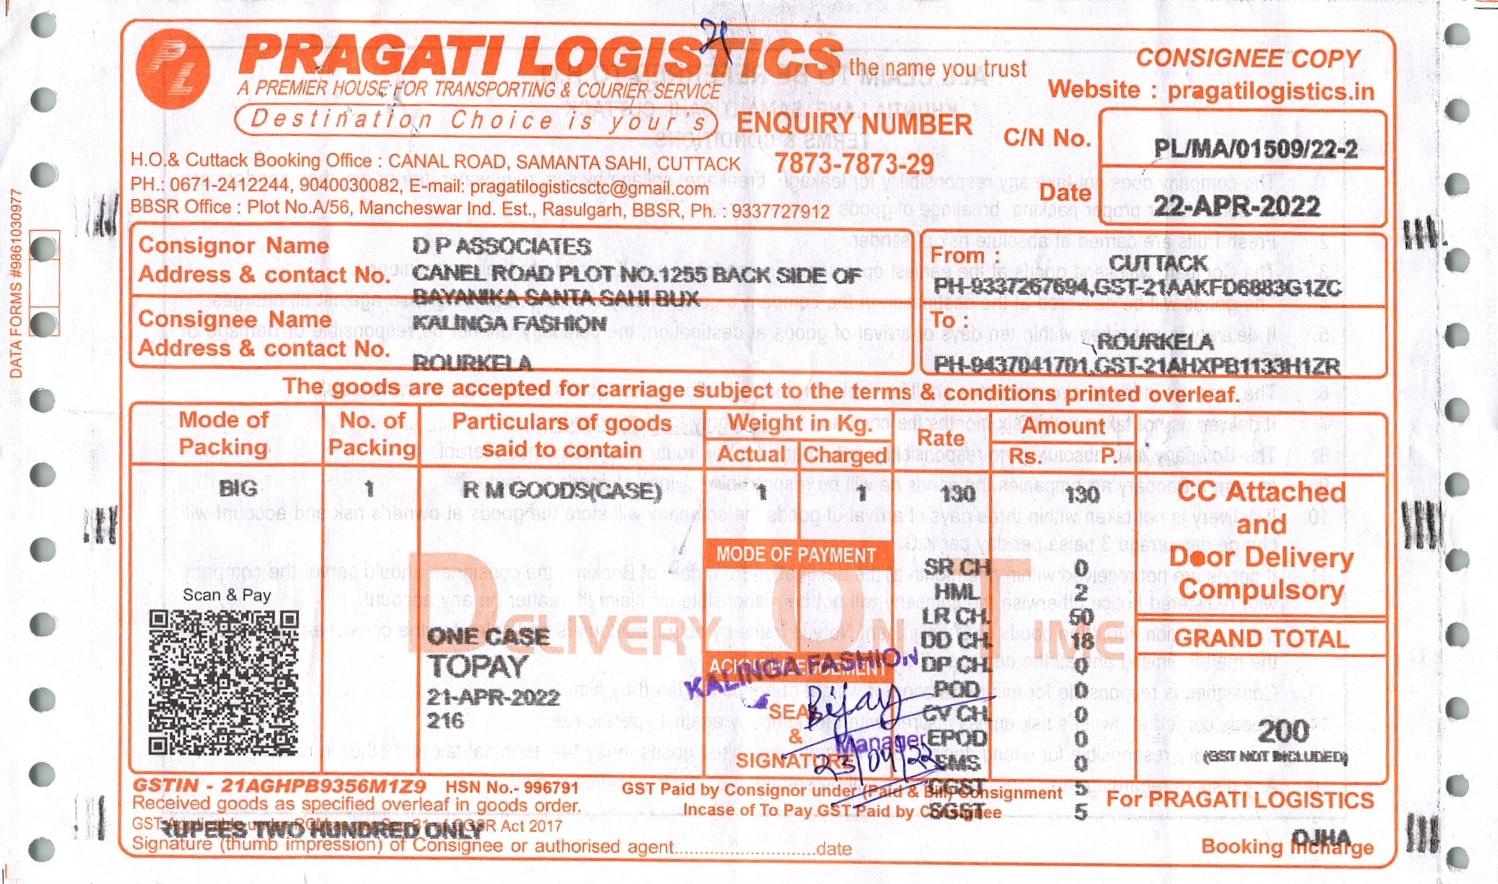 PRAGATI LOGISTICS the name you trust
A PREMIER HOUSE FOR TRANSPORTING & COURIER SERVICE
Destination Choice is your's
ENQUIRY NUMBER
7873-7873-29
CONSIGNEE COPY
Website : pragatilogistics.in
C/N No. PL/MA/01509/22-2
Date 22-APR-2022
H.O.& Cuttack Booking Office : CANAL ROAD, SAMANTA SAHI, CUTTACK
PH.: 0671-2412244, 9040030082, E-mail: pragatilogisticsctc@gmail.com
BBSR Office : Plot No.A/56, Mancheswar Ind. Est., Rasulgarh, BBSR, Ph. : 9337727912
DATA FORMS #9861030977
Consignor Name D P ASSOCIATES
Address & contact No. CANEL ROAD PLOT NO.1255 BACK SIDE OF
BAYANIKA SANTA SAHI BUX
Consignee Name KALINGA FASHION
Address & contact No.
ROURKELA
From : CUTTACK
PH-9337267694,GST-21AAKFD6883G1ZC
To : ROURKELA
PH-9437041701,GST-21AHXPB1133H1ZR
The goods are accepted for carriage subject to the terms & conditions printed overleaf.
Mode of Packing No. of Packing Particulars of goods said to contain Weight in Kg. Actual Charged Rate Amount Rs. P.
BIG 1 R M GOODS(CASE) 1 1 130 130
CC Attached
and
Door Delivery
Compulsory
MODE OF PAYMENT
DELIVERY ON TIME
SR CH 0
HML 2
LR CH 50
DD CH 18
DP CH 0
POD 0
CV CH 0
EPOD 0
SMS 0
CGST 5
SGST 5
Scan & Pay
ONE CASE
TOPAY
21-APR-2022
216
ACKNOWLEDGEMENT
KALINGA FASHION
SEAL
&
SIGNATURE
Bijay
Manager
23/04/22
GRAND TOTAL
200
(GST NOT INCLUDED)
GSTIN - 21AGHPB9356M1Z9 HSN No.- 996791
GST Paid by Consignor under (Paid & Bill) Consignment
Incase of To Pay GST Paid by Consignee
Received goods as specified overleaf in goods order.
RUPEES TWO HUNDRED ONLY
Signature (thumb impression) of Consignee or authorised agent..............................date
For PRAGATI LOGISTICS
OJHA
Booking Incharge